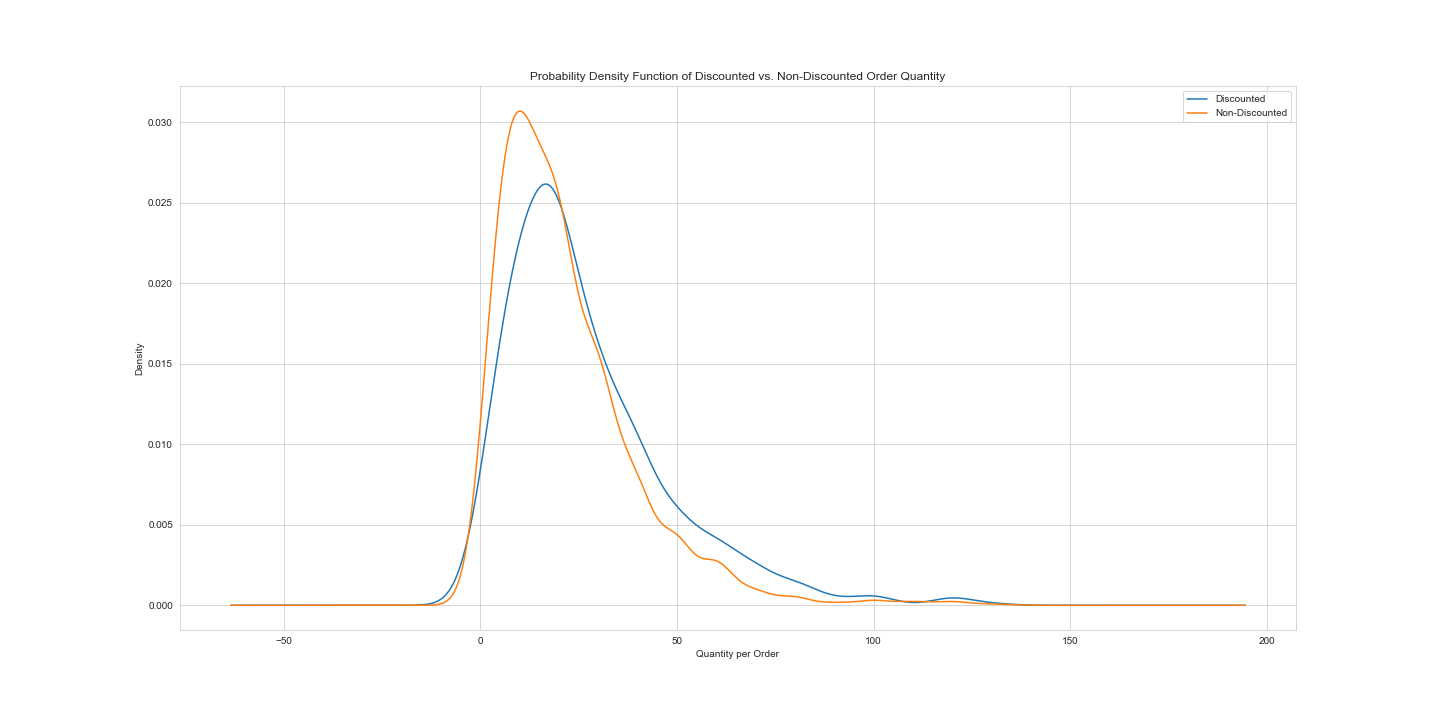 Probability Density Function of Discounted vs. Non-Discounted Order Quantity
Discounted
Non-Discounted
0.030
0.025
0.020
0.015
0.010
0.005
0.000
Density
−50
0
50
100
150
200
Quantity per Order